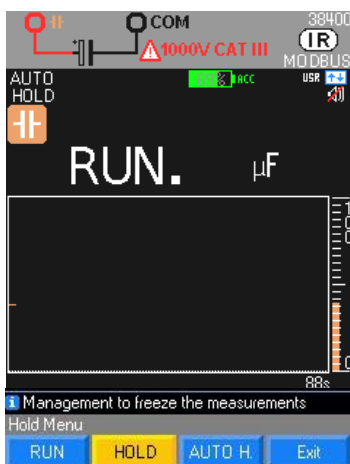 COM
38400
1000V CAT III
IR
MODBUS
AUTO
HOLD
ACC
USR
RUN. µF
88s
Management to freeze the measurements
Hold Menu
RUN HOLD AUTO H. Exit